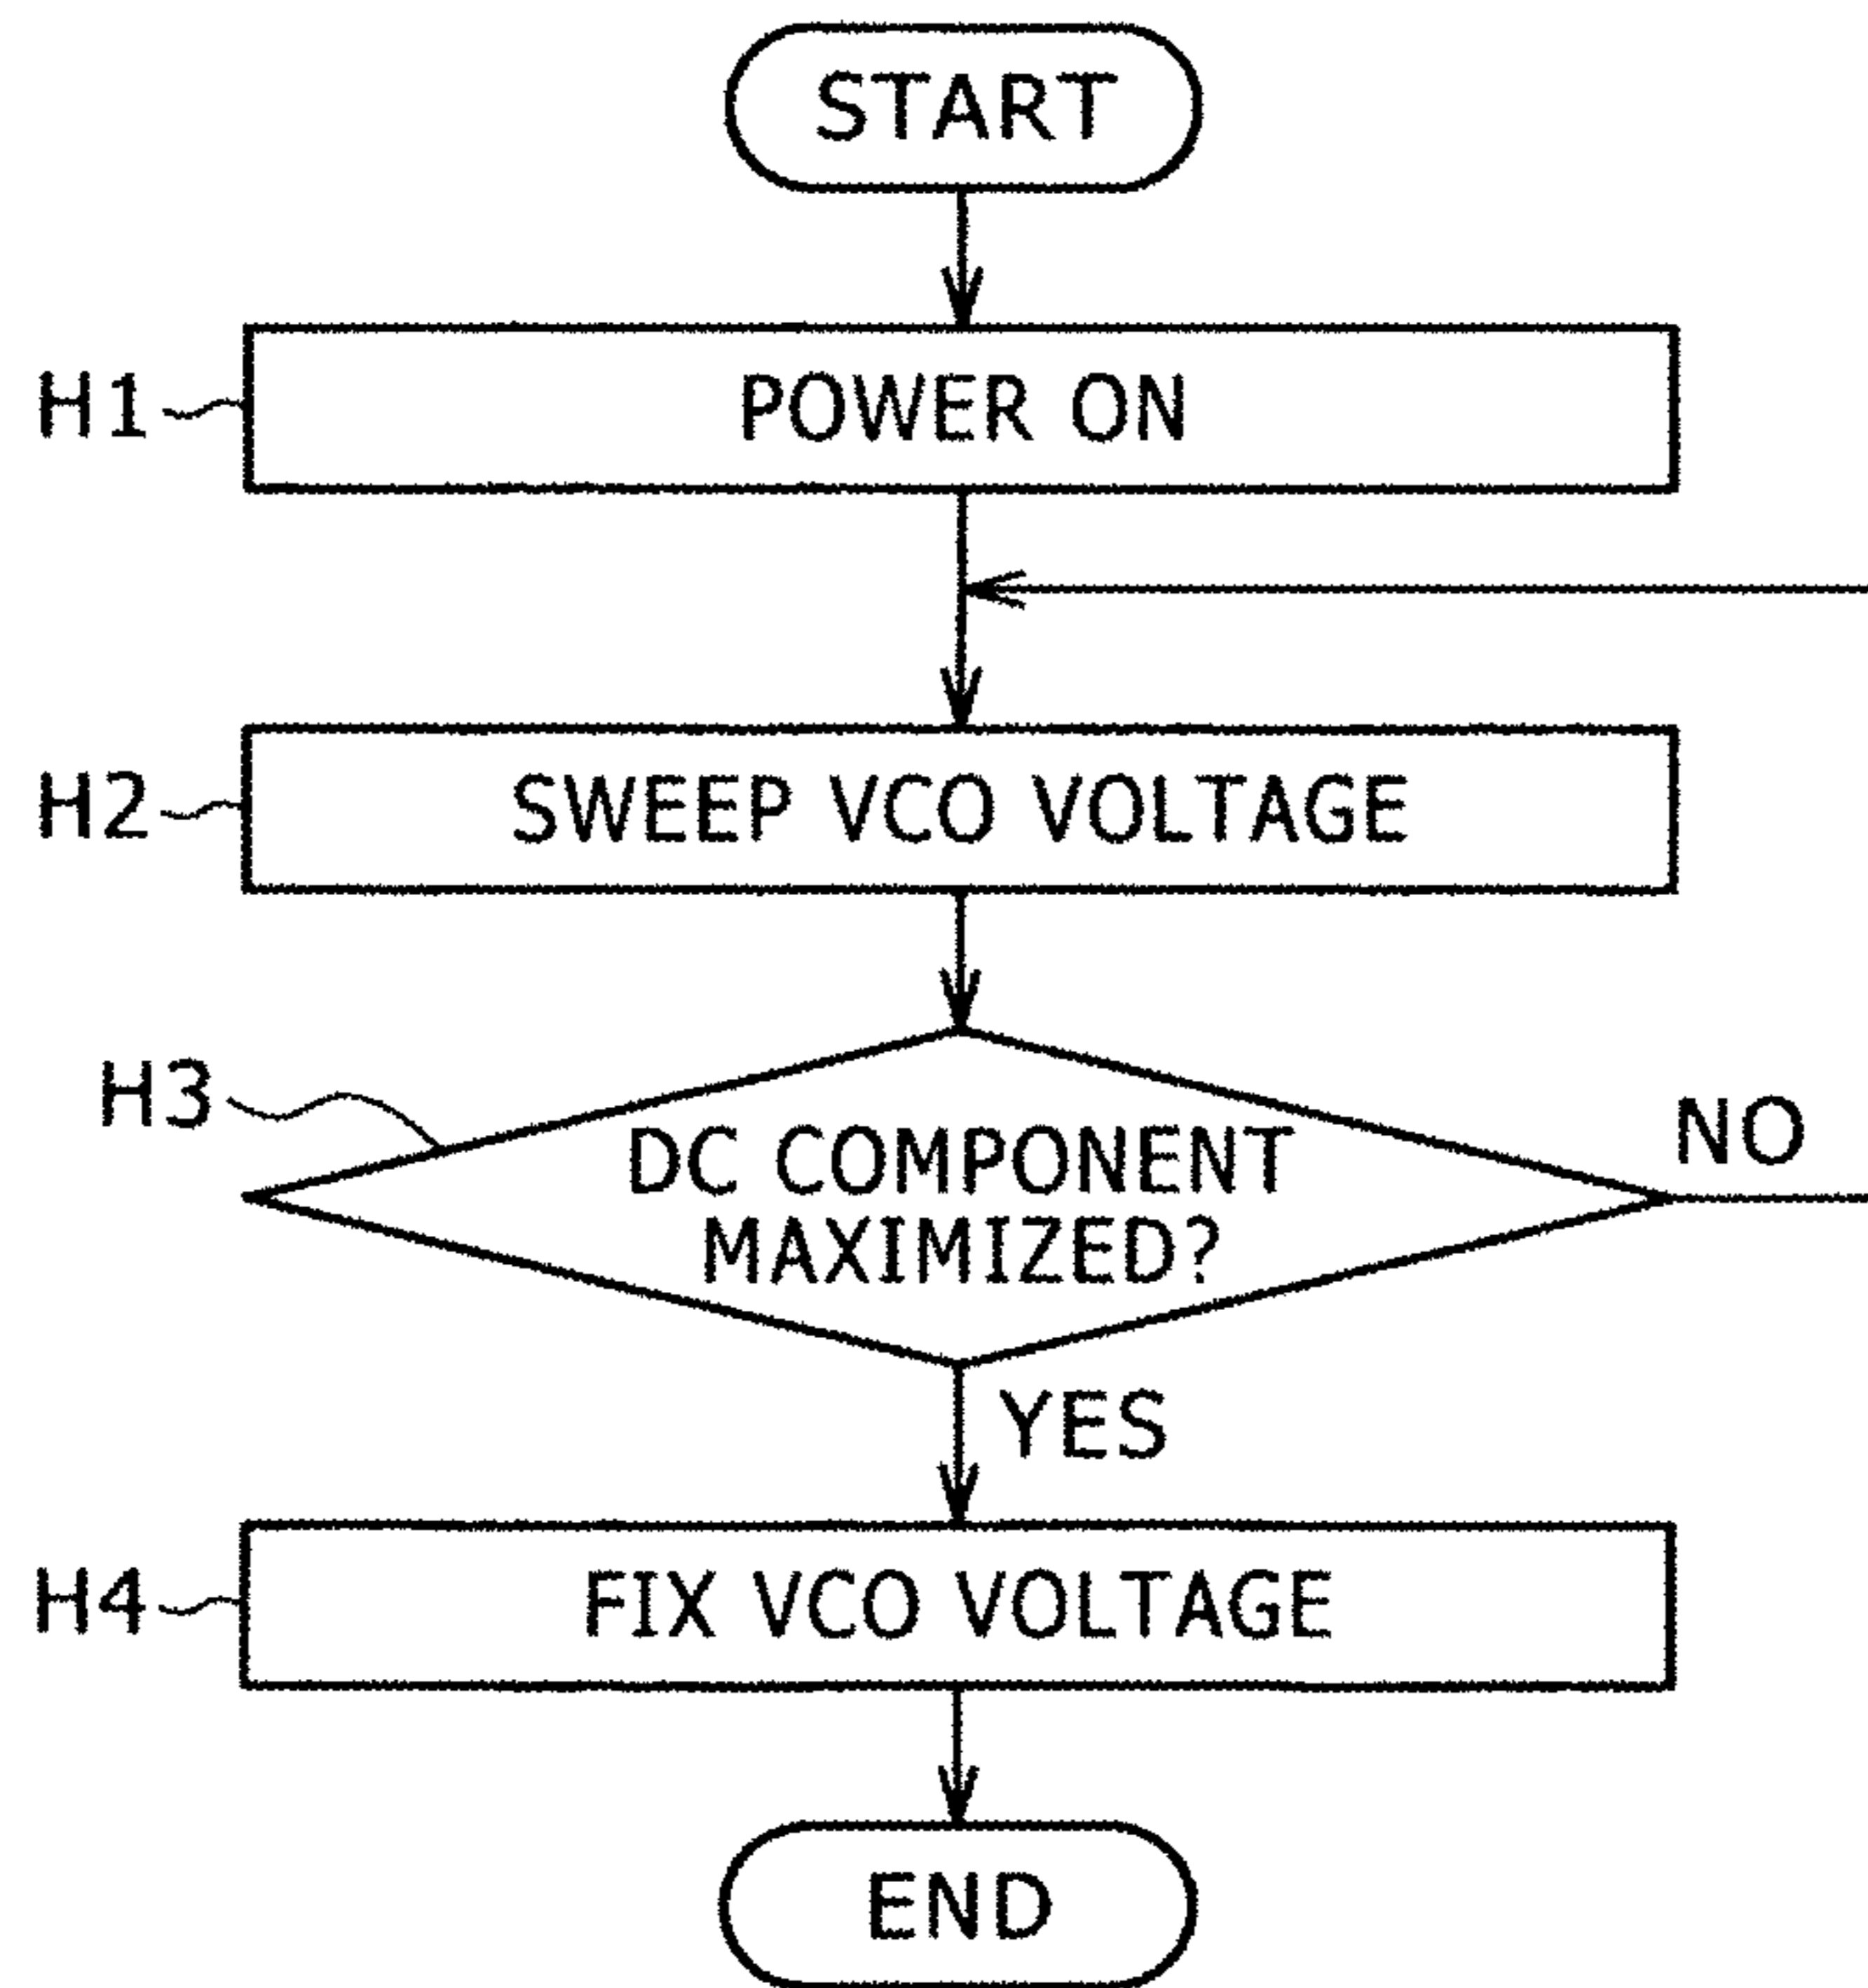 START
H1
POWER ON
H2
SWEEP VCO VOLTAGE
H3
DC COMPONENT
MAXIMIZED?
NO
YES
H4
FIX VCO VOLTAGE
END